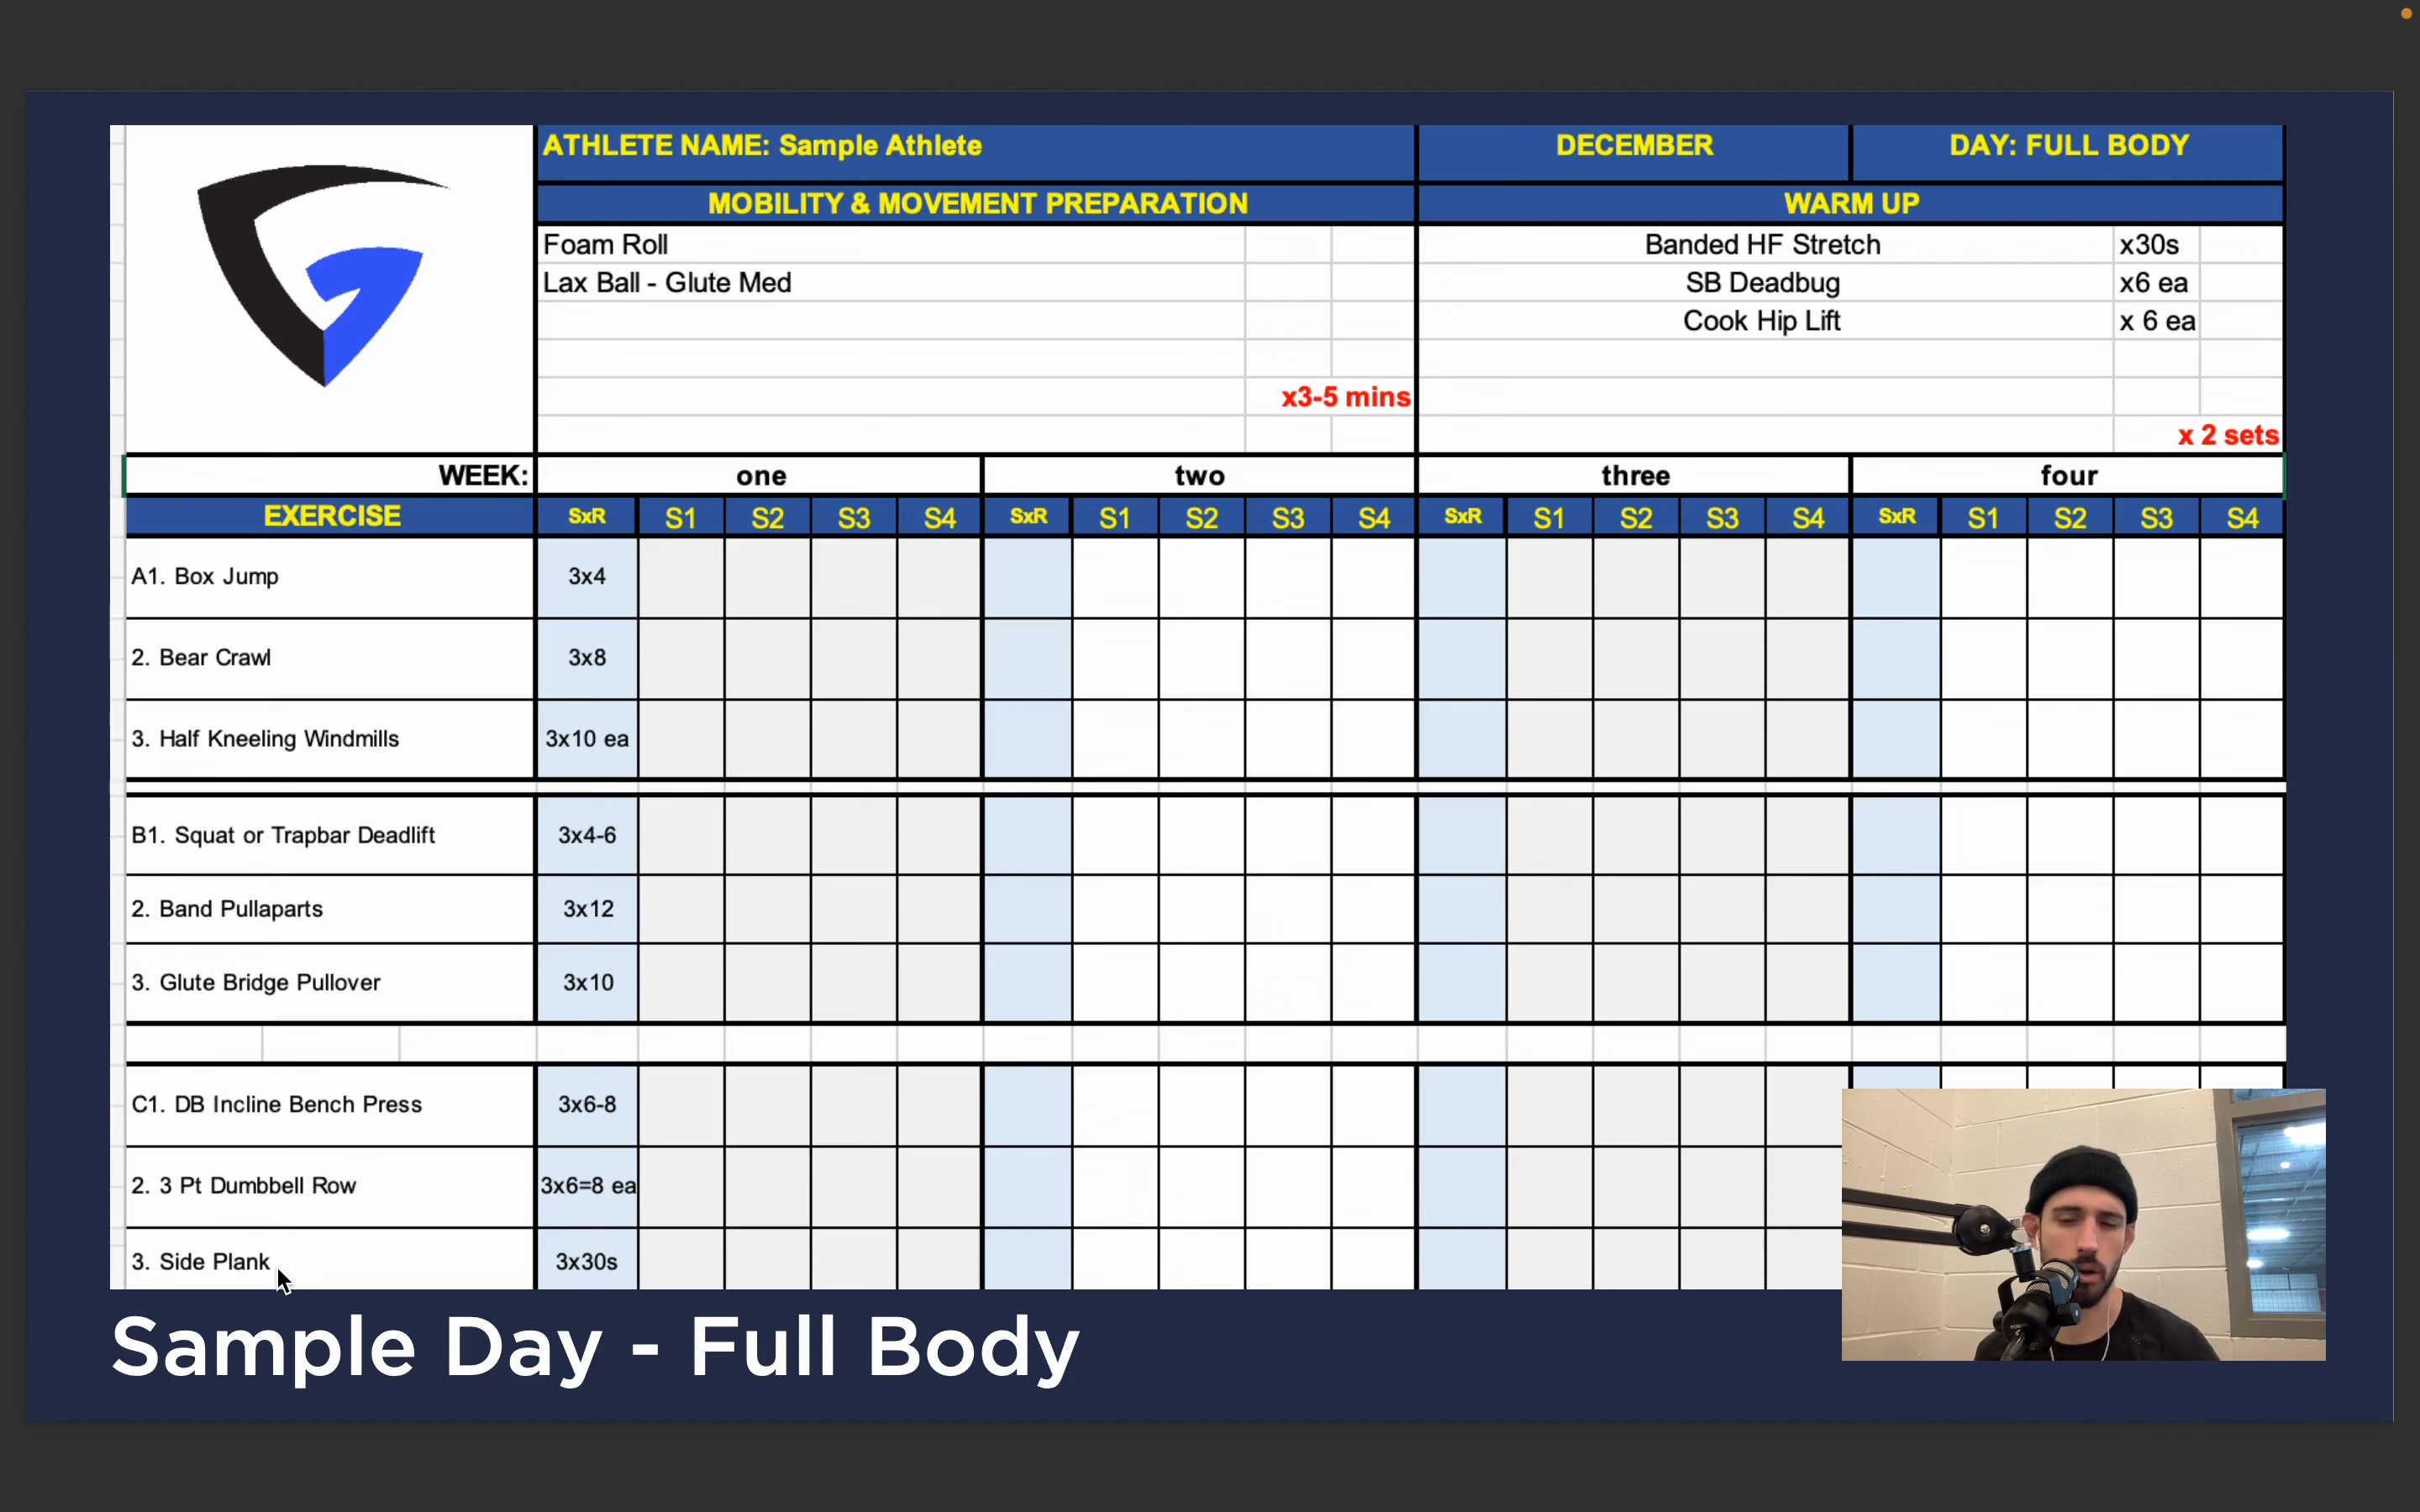 ATHLETE NAME: Sample Athlete
DECEMBER
DAY: FULL BODY
MOBILITY & MOVEMENT PREPARATION
WARM UP
Foam Roll
Banded HF Stretch x30s
Lax Ball - Glute Med
SB Deadbug x6 ea
Cook Hip Lift x 6 ea
x3-5 mins
x 2 sets
WEEK: one two three four
EXERCISE SxR S1 S2 S3 S4 SxR S1 S2 S3 S4 SxR S1 S2 S3 S4 SxR S1 S2 S3 S4
A1. Box Jump 3x4
2. Bear Crawl 3x8
3. Half Kneeling Windmills 3x10 ea
B1. Squat or Trapbar Deadlift 3x4-6
2. Band Pullaparts 3x12
3. Glute Bridge Pullover 3x10
C1. DB Incline Bench Press 3x6-8
2. 3 Pt Dumbbell Row 3x6=8 ea
3. Side Plank 3x30s
Sample Day - Full Body